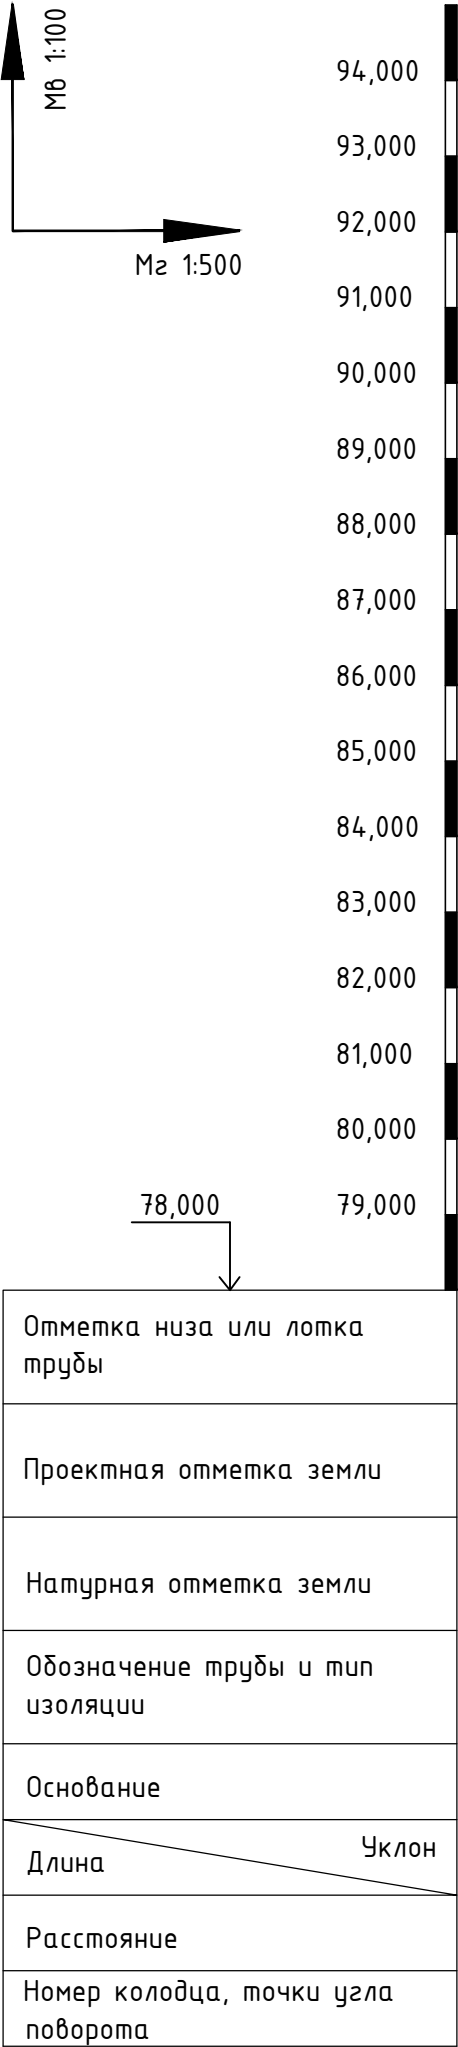 Мв 1:100
94,000
93,000
92,000
Мг 1:500
91,000
90,000
89,000
88,000
87,000
86,000
85,000
84,000
83,000
82,000
81,000
80,000
78,000
79,000
Отметка низа или лотка
трубы
Проектная отметка земли
Натурная отметка земли
Обозначение трубы и тип
изоляции
Основание
Уклон
Длина
Расстояние
Номер колодца, точки угла
поворота